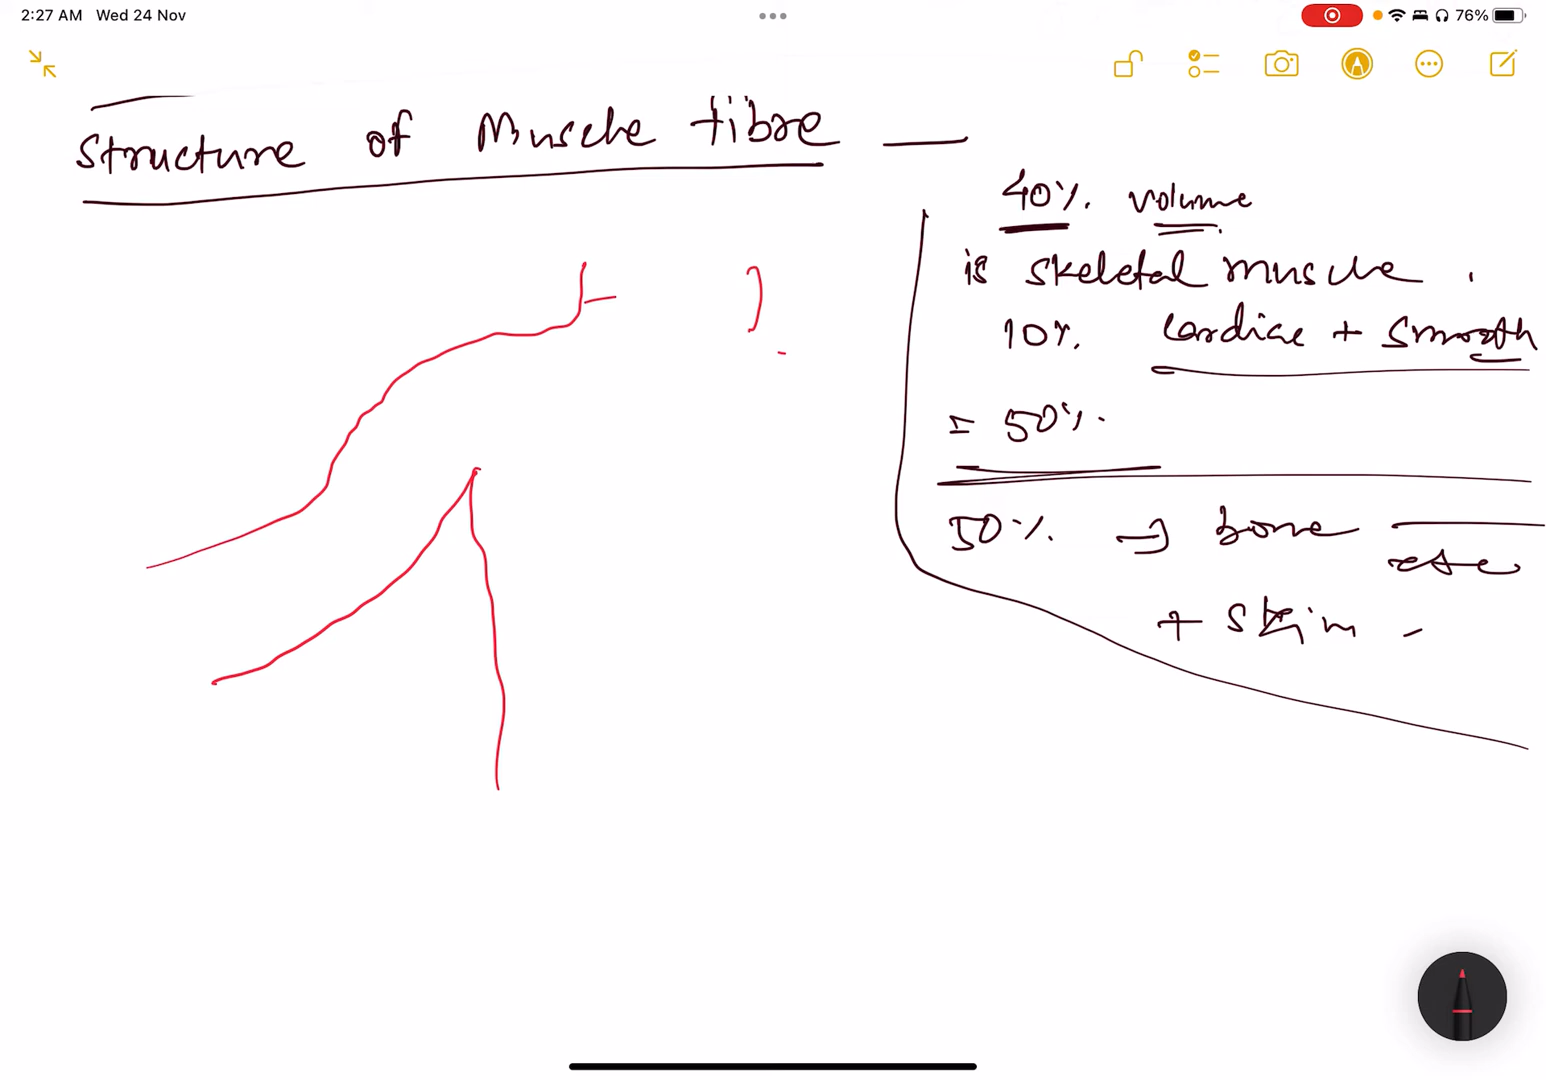 2:27 AM Wed 24 Nov
76%
Structure of Muscle fibre —
40% volume
is skeletal muscle .
10% Cardiac + Smooth
= 50%.
50% → bone etc
+ Skin -